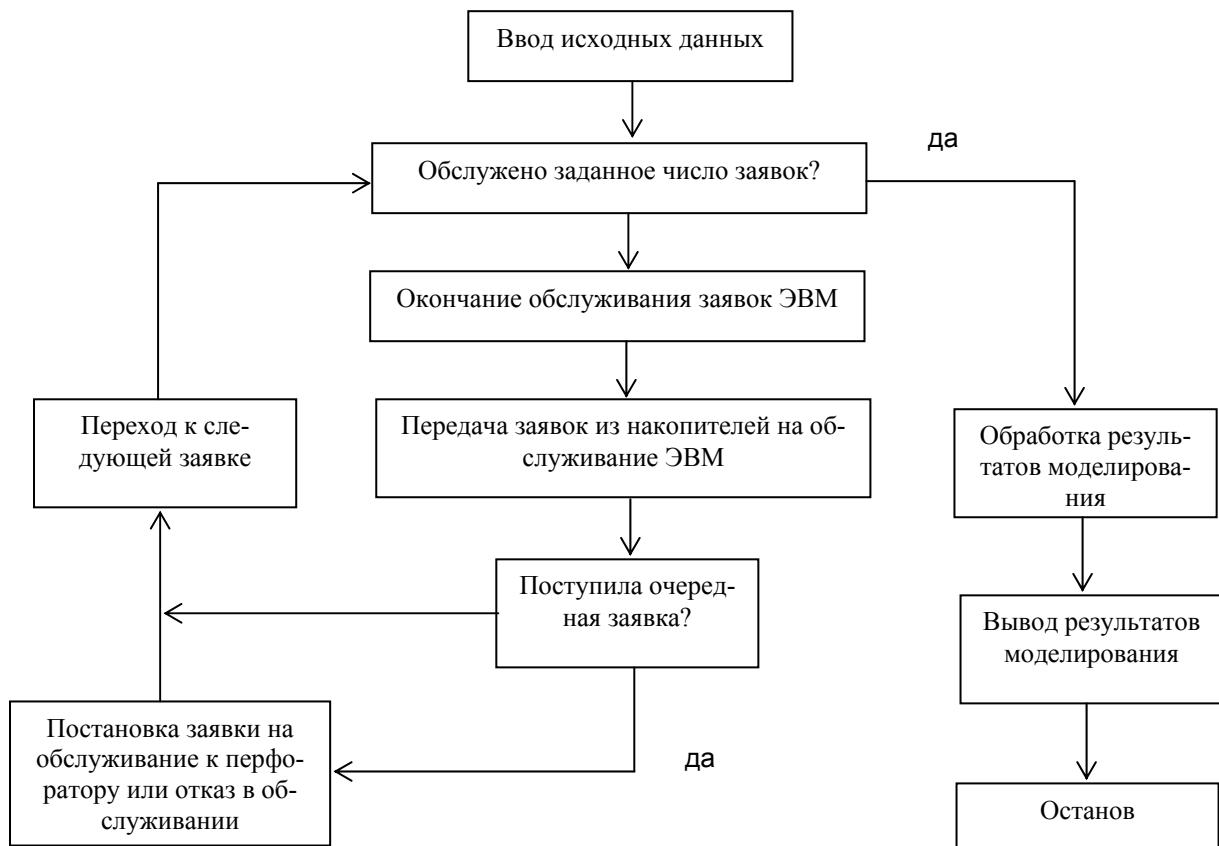 Ввод исходных данных
да
Обслужено заданное число заявок?
Окончание обслуживания заявок ЭВМ
Переход к сле-
дующей заявке
Передача заявок из накопителей на об-
служивание ЭВМ
Обработка резуль-
татов моделирова-
ния
Поступила очеред-
ная заявка?
Вывод результатов
моделирования
Постановка заявки на
обслуживание к перфо-
ратору или отказ в об-
служивании
да
Останов